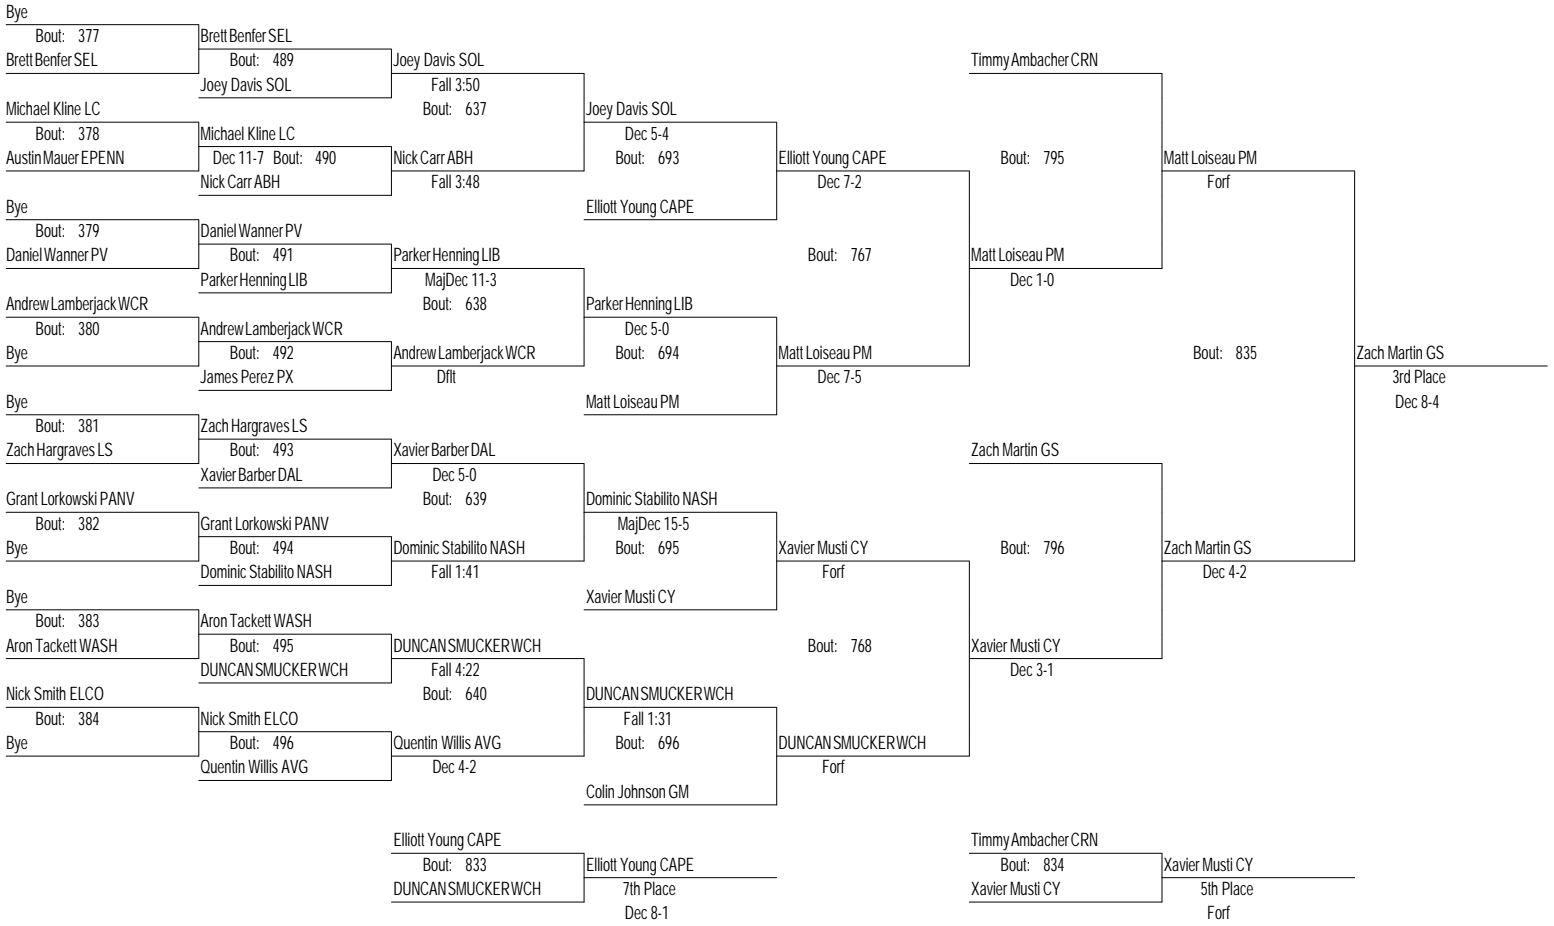 Bye
Bout: 377
Brett Benfer SEL
Michael Kline LC
Bout: 378
Austin Mauer EPENN
Bye
Bout: 379
Daniel Wanner PV
Andrew Lamberjack WCR
Bout: 380
Bye
Bye
Bout: 381
Zach Hargraves LS
Grant Lorkowski PANV
Bout: 382
Bye
Bye
Bout: 383
Aron Tackett WASH
Nick Smith ELCO
Bout: 384
Bye
Brett Benfer SEL
Bout: 489
Joey Davis SOL
Michael Kline LC
Dec 11-7 Bout: 490
Nick Carr ABH
Daniel Wanner PV
Bout: 491
Parker Henning LIB
Andrew Lamberjack WCR
Bout: 492
James Perez PX
Zach Hargraves LS
Bout: 493
Xavier Barber DAL
Grant Lorkowski PANV
Bout: 494
Dominic Stabilito NASH
Aron Tackett WASH
Bout: 495
DUNCAN SMUCKER WCH
Nick Smith ELCO
Bout: 496
Quentin Willis AVG
Joey Davis SOL
Fall 3:50
Bout: 637
Nick Carr ABH
Fall 3:48
Parker Henning LIB
MajDec 11-3
Bout: 638
Andrew Lamberjack WCR
Dflt
Xavier Barber DAL
Dec 5-0
Bout: 639
Dominic Stabilito NASH
Fall 1:41
DUNCAN SMUCKER WCH
Fall 4:22
Bout: 640
Quentin Willis AVG
Dec 4-2
Joey Davis SOL
Dec 5-4
Bout: 693
Elliott Young CAPE
Parker Henning LIB
Dec 5-0
Bout: 694
Matt Loiseau PM
Dominic Stabilito NASH
MajDec 15-5
Bout: 695
Xavier Musti CY
DUNCAN SMUCKER WCH
Fall 1:31
Bout: 696
Colin Johnson GM
Elliott Young CAPE
Dec 7-2
Bout: 767
Matt Loiseau PM
Dec 7-5
Xavier Musti CY
Forf
Bout: 768
DUNCAN SMUCKER WCH
Forf
Timmy Ambacher CRN
Bout: 795
Matt Loiseau PM
Dec 1-0
Zach Martin GS
Bout: 796
Xavier Musti CY
Dec 3-1
Matt Loiseau PM
Forf
Bout: 835
Zach Martin GS
Dec 4-2
Zach Martin GS
3rd Place
Dec 8-4
Elliott Young CAPE
Bout: 833
DUNCAN SMUCKER WCH
Elliott Young CAPE
7th Place
Dec 8-1
Timmy Ambacher CRN
Bout: 834
Xavier Musti CY
Xavier Musti CY
5th Place
Forf